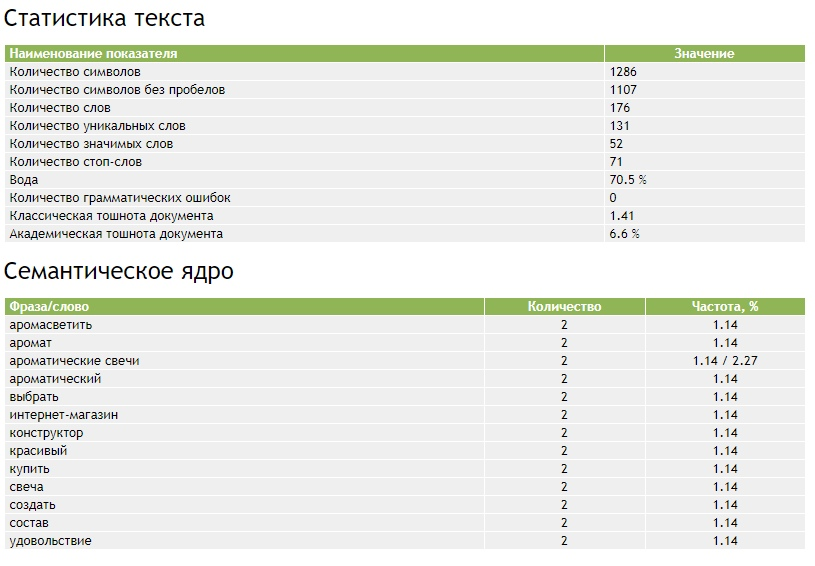 Статистика текста
Наименование показателя Значение
Количество символов 1286
Количество символов без пробелов 1107
Количество слов 176
Количество уникальных слов 131
Количество значимых слов 52
Количество стоп-слов 71
Вода 70.5 %
Количество грамматических ошибок 0
Классическая тошнота документа 1.41
Академическая тошнота документа 6.6 %
Семантическое ядро
Фраза/слово Количество Частота, %
аромасветить 2 1.14
аромат 2 1.14
ароматические свечи 2 1.14 / 2.27
ароматический 2 1.14
выбрать 2 1.14
интернет-магазин 2 1.14
конструктор 2 1.14
красивый 2 1.14
купить 2 1.14
свеча 2 1.14
создать 2 1.14
состав 2 1.14
удовольствие 2 1.14